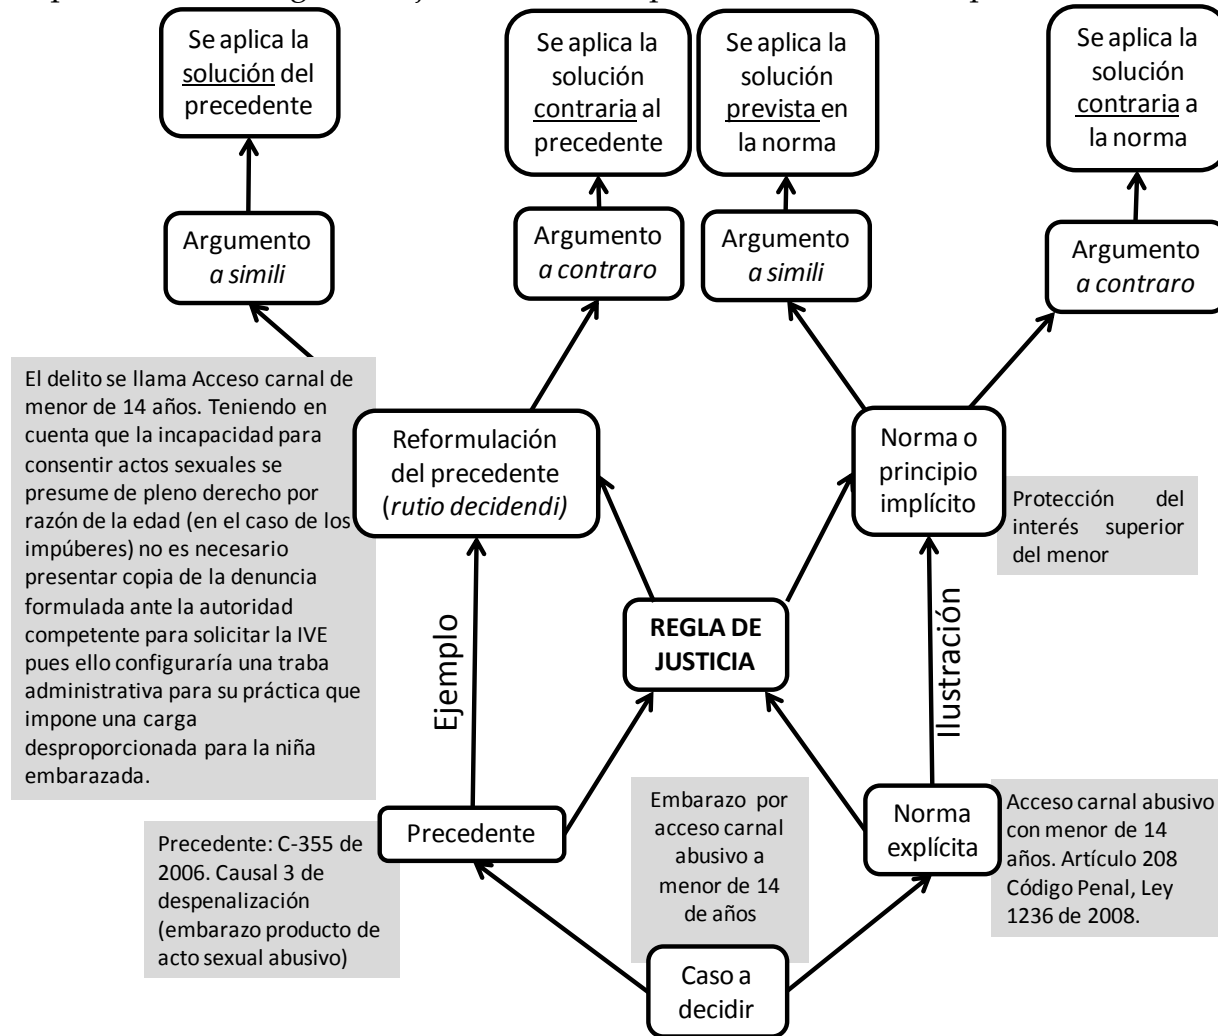 Se aplica la
solución del
precedente
Se aplica la
solución
contraria al
precedente
Se aplica la
solución
prevista en
la norma
Se aplica la
solución
contraria a
la norma
Argumento
a simili
Argumento
a contraro
Argumento
a simili
Argumento
a contraro
El delito se llama Acceso carnal de
menor de 14 años. Teniendo en
cuenta que la incapacidad para
consentir actos sexuales se
presume de pleno derecho por
razón de la edad (en el caso de los
impúberes) no es necesario
presentar copia de la denuncia
formulada ante la autoridad
competente para solicitar la IVE
pues ello configuraría una traba
administrativa para su práctica que
impone una carga
desproporcionada para la niña
embarazada.
Reformulación
del precedente
(rutio decidendi)
Norma o
principio
implícito
Protección del
interés superior
del menor
REGLA DE
JUSTICIA
Ejemplo
Ilustración
Precedente
Precedente: C-355 de
2006. Causal 3 de
despenalización
(embarazo producto de
acto sexual abusivo)
Embarazo por
acceso carnal
abusivo a
menor de 14
de años
Norma
explícita
Acceso carnal abusivo
con menor de 14
años. Artículo 208
Código Penal, Ley
1236 de 2008.
Caso a
decidir